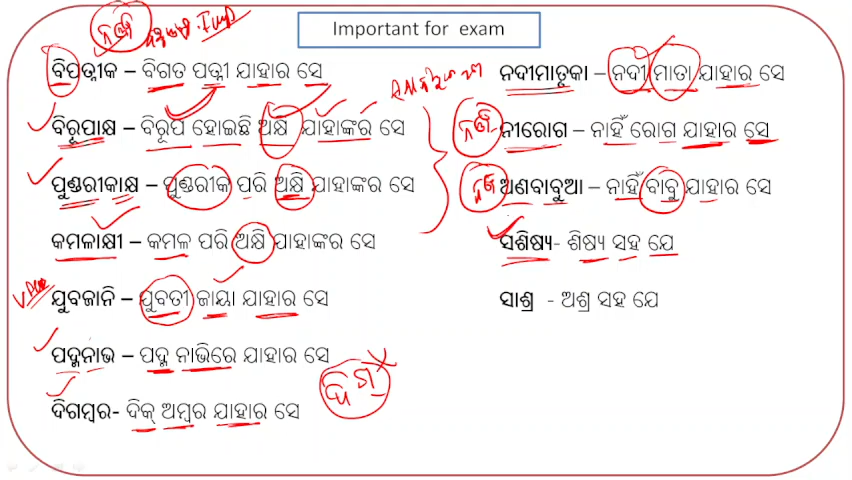 Important for exam
ବିପତ୍ନୀକ – ବିଗତ ପତ୍ନୀ ଯାହାର ସେ
ବିରୂପାକ୍ଷ – ବିରୂପ ହୋଇଛି ଅକ୍ଷି ଯାହାଙ୍କର ସେ
ପୁଣ୍ଡରୀକାକ୍ଷ – ପୁଣ୍ଡରୀକ ପରି ଅକ୍ଷି ଯାହାଙ୍କର ସେ
କମଳାକ୍ଷୀ – କମଳ ପରି ଅକ୍ଷି ଯାହାଙ୍କର ସେ
ଯୁବଜାନି – ଯୁବତୀ ଜାୟା ଯାହାର ସେ
ପଦ୍ମନାଭ – ପଦ୍ମ ନାଭିରେ ଯାହାର ସେ
ଦିଗମ୍ବର- ଦିକ୍ ଅମ୍ବର ଯାହାର ସେ
ନଦୀମାତୃକା – ନଦୀ ମାତା ଯାହାର ସେ
ନୀରୋଗ – ନାହିଁ ରୋଗ ଯାହାର ସେ
ଅଣବାବୁଆ – ନାହିଁ ବାବୁ ଯାହାର ସେ
ସଶିଷ୍ୟ- ଶିଷ୍ୟ ସହ ଯେ
ସାଶ୍ର - ଅଶ୍ର ସହ ଯେ